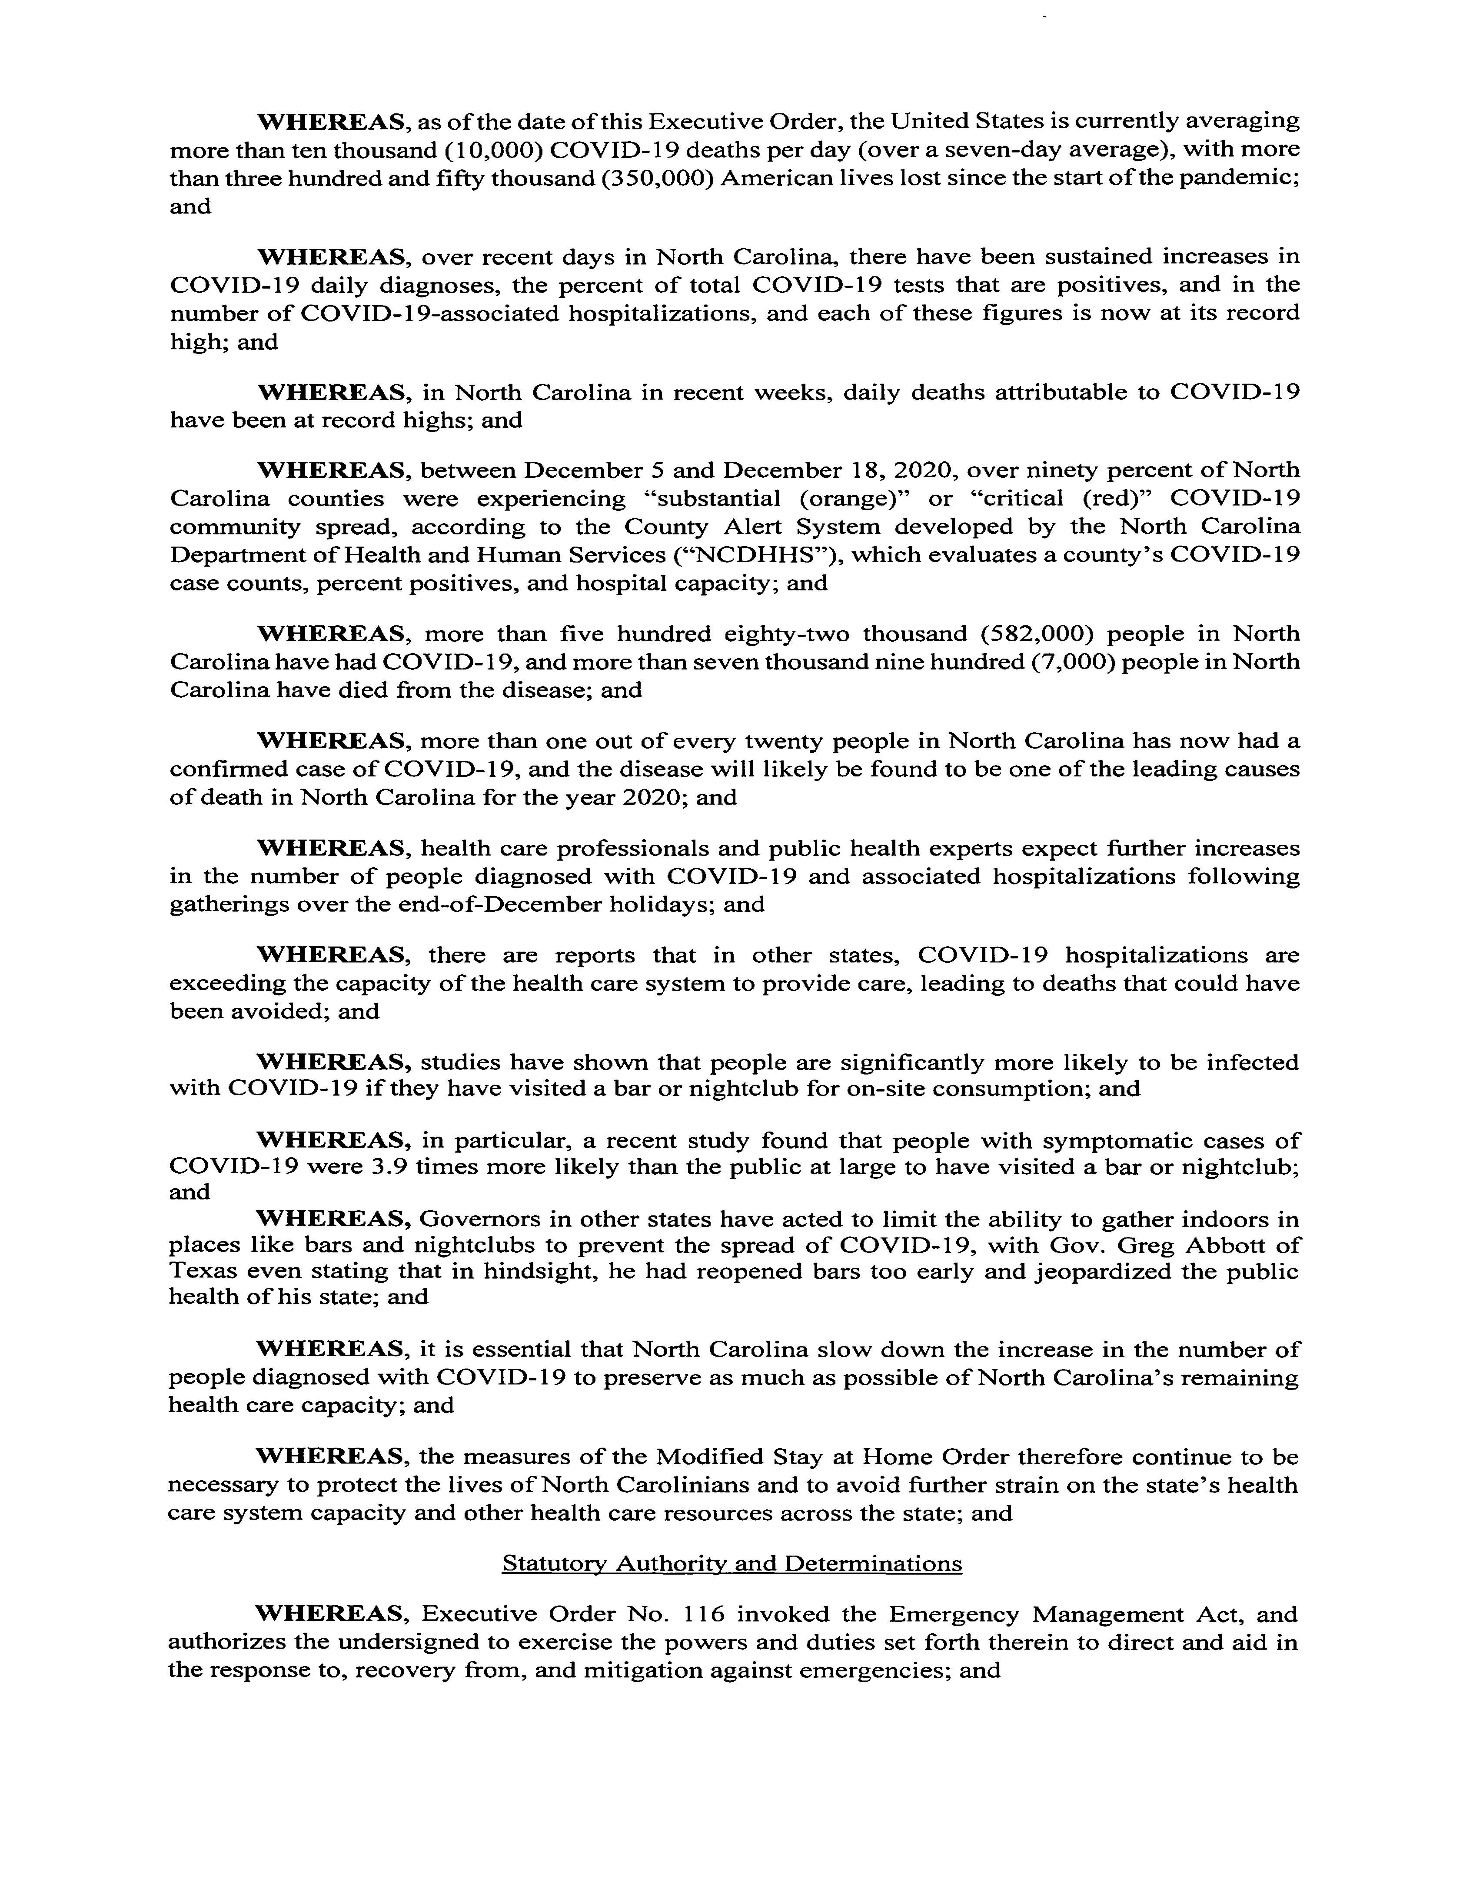 WHEREAS, as of the date of this Executive Order, the United States is currently averaging
more than ten thousand (10,000) COVID-19 deaths per day (over a seven-day average), with more
than three hundred and fifty thousand (350,000) American lives lost since the start of the pandemic;
and
WHEREAS, over recent days in North Carolina, there have been sustained increases in
COVID-19 daily diagnoses, the percent of total COVID-19 tests that are positives, and in the
number of COVID-19-associated hospitalizations, and each of these figures is now at its record
high; and
WHEREAS, in North Carolina in recent weeks, daily deaths attributable to COVID-19
have been at record highs; and
WHEREAS, between December 5 and December 18, 2020, over ninety percent of North
Carolina counties were experiencing “substantial (orange)” or “critical (red)” COVID-19
community spread, according to the County Alert System developed by the North Carolina
Department of Health and Human Services (“NCDHHS”), which evaluates a county’s COVID-19
case counts, percent positives, and hospital capacity; and
WHEREAS, more than five hundred eighty-two thousand (582,000) people in North
Carolina have had COVID-19, and more than seven thousand nine hundred (7,000) people in North
Carolina have died from the disease; and
WHEREAS, more than one out of every twenty people in North Carolina has now had a
confirmed case of COVID-19, and the disease will likely be found to be one of the leading causes
of death in North Carolina for the year 2020; and
WHEREAS, health care professionals and public health experts expect further increases
in the number of people diagnosed with COVID-19 and associated hospitalizations following
gatherings over the end-of-December holidays; and
WHEREAS, there are reports that in other states, COVID-19 hospitalizations are
exceeding the capacity of the health care system to provide care, leading to deaths that could have
been avoided; and
WHEREAS, studies have shown that people are significantly more likely to be infected
with COVID-19 if they have visited a bar or nightclub for on-site consumption; and
WHEREAS, in particular, a recent study found that people with symptomatic cases of
COVID-19 were 3.9 times more likely than the public at large to have visited a bar or nightclub;
and
WHEREAS, Governors in other states have acted to limit the ability to gather indoors in
places like bars and nightclubs to prevent the spread of COVID-19, with Gov. Greg Abbott of
Texas even stating that in hindsight, he had reopened bars too early and jeopardized the public
health of his state; and
WHEREAS, it is essential that North Carolina slow down the increase in the number of
people diagnosed with COVID-19 to preserve as much as possible of North Carolina’s remaining
health care capacity; and
WHEREAS, the measures of the Modified Stay at Home Order therefore continue to be
necessary to protect the lives of North Carolinians and to avoid further strain on the state’s health
care system capacity and other health care resources across the state; and
Statutory Authority and Determinations
WHEREAS, Executive Order No. 116 invoked the Emergency Management Act, and
authorizes the undersigned to exercise the powers and duties set forth therein to direct and aid in
the response to, recovery from, and mitigation against emergencies; and